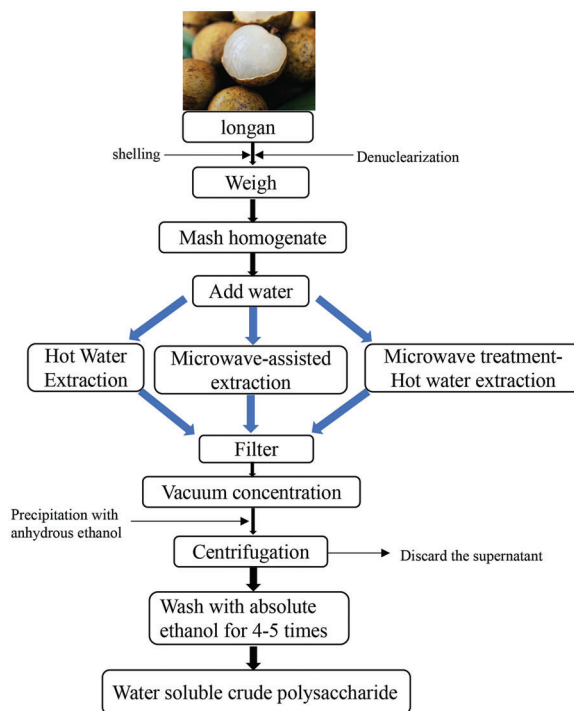 longan
shelling
Denuclearization
Weigh
Mash homogenate
Add water
Hot Water
Extraction
Microwave-assisted
extraction
Microwave treatment-
Hot water extraction
Filter
Vacuum concentration
Precipitation with
anhydrous ethanol
Centrifugation
Discard the supernatant
Wash with absolute
ethanol for 4-5 times
Water soluble crude polysaccharide